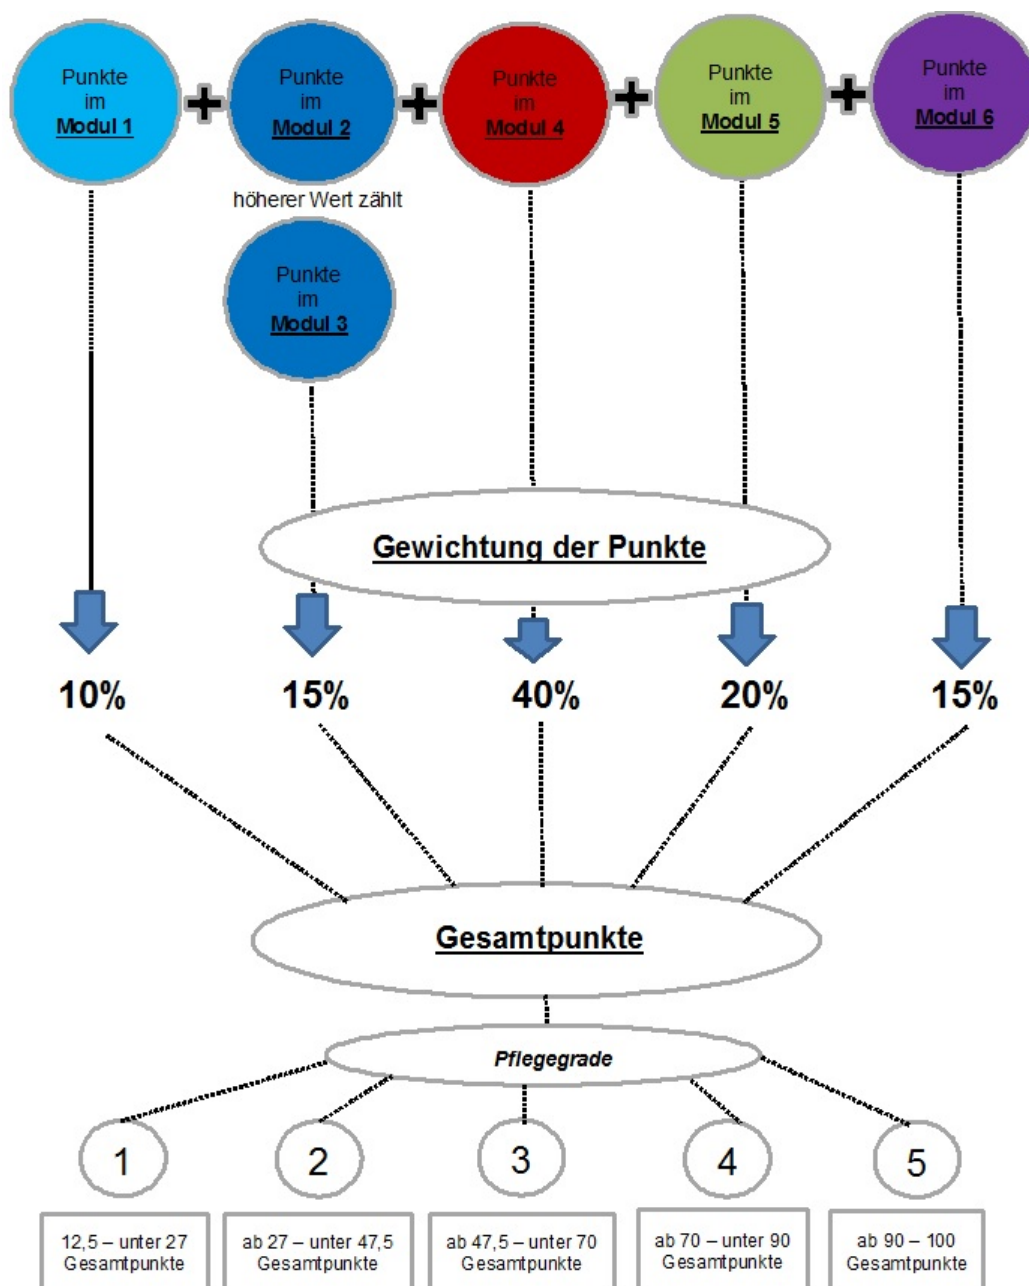 Punkte
im
Modul 1
Punkte
im
Modul 2
Punkte
im
Modul 4
Punkte
im
Modul 5
Punkte
im
Modul 6
höherer Wert zählt
Punkte
im
Modul 3
Gewichtung der Punkte
10%
15%
40%
20%
15%
Gesamtpunkte
Pflegegrade
1
2
3
4
5
12,5 – unter 27
Gesamtpunkte
ab 27 – unter 47,5
Gesamtpunkte
ab 47,5 – unter 70
Gesamtpunkte
ab 70 – unter 90
Gesamtpunkte
ab 90 – 100
Gesamtpunkte